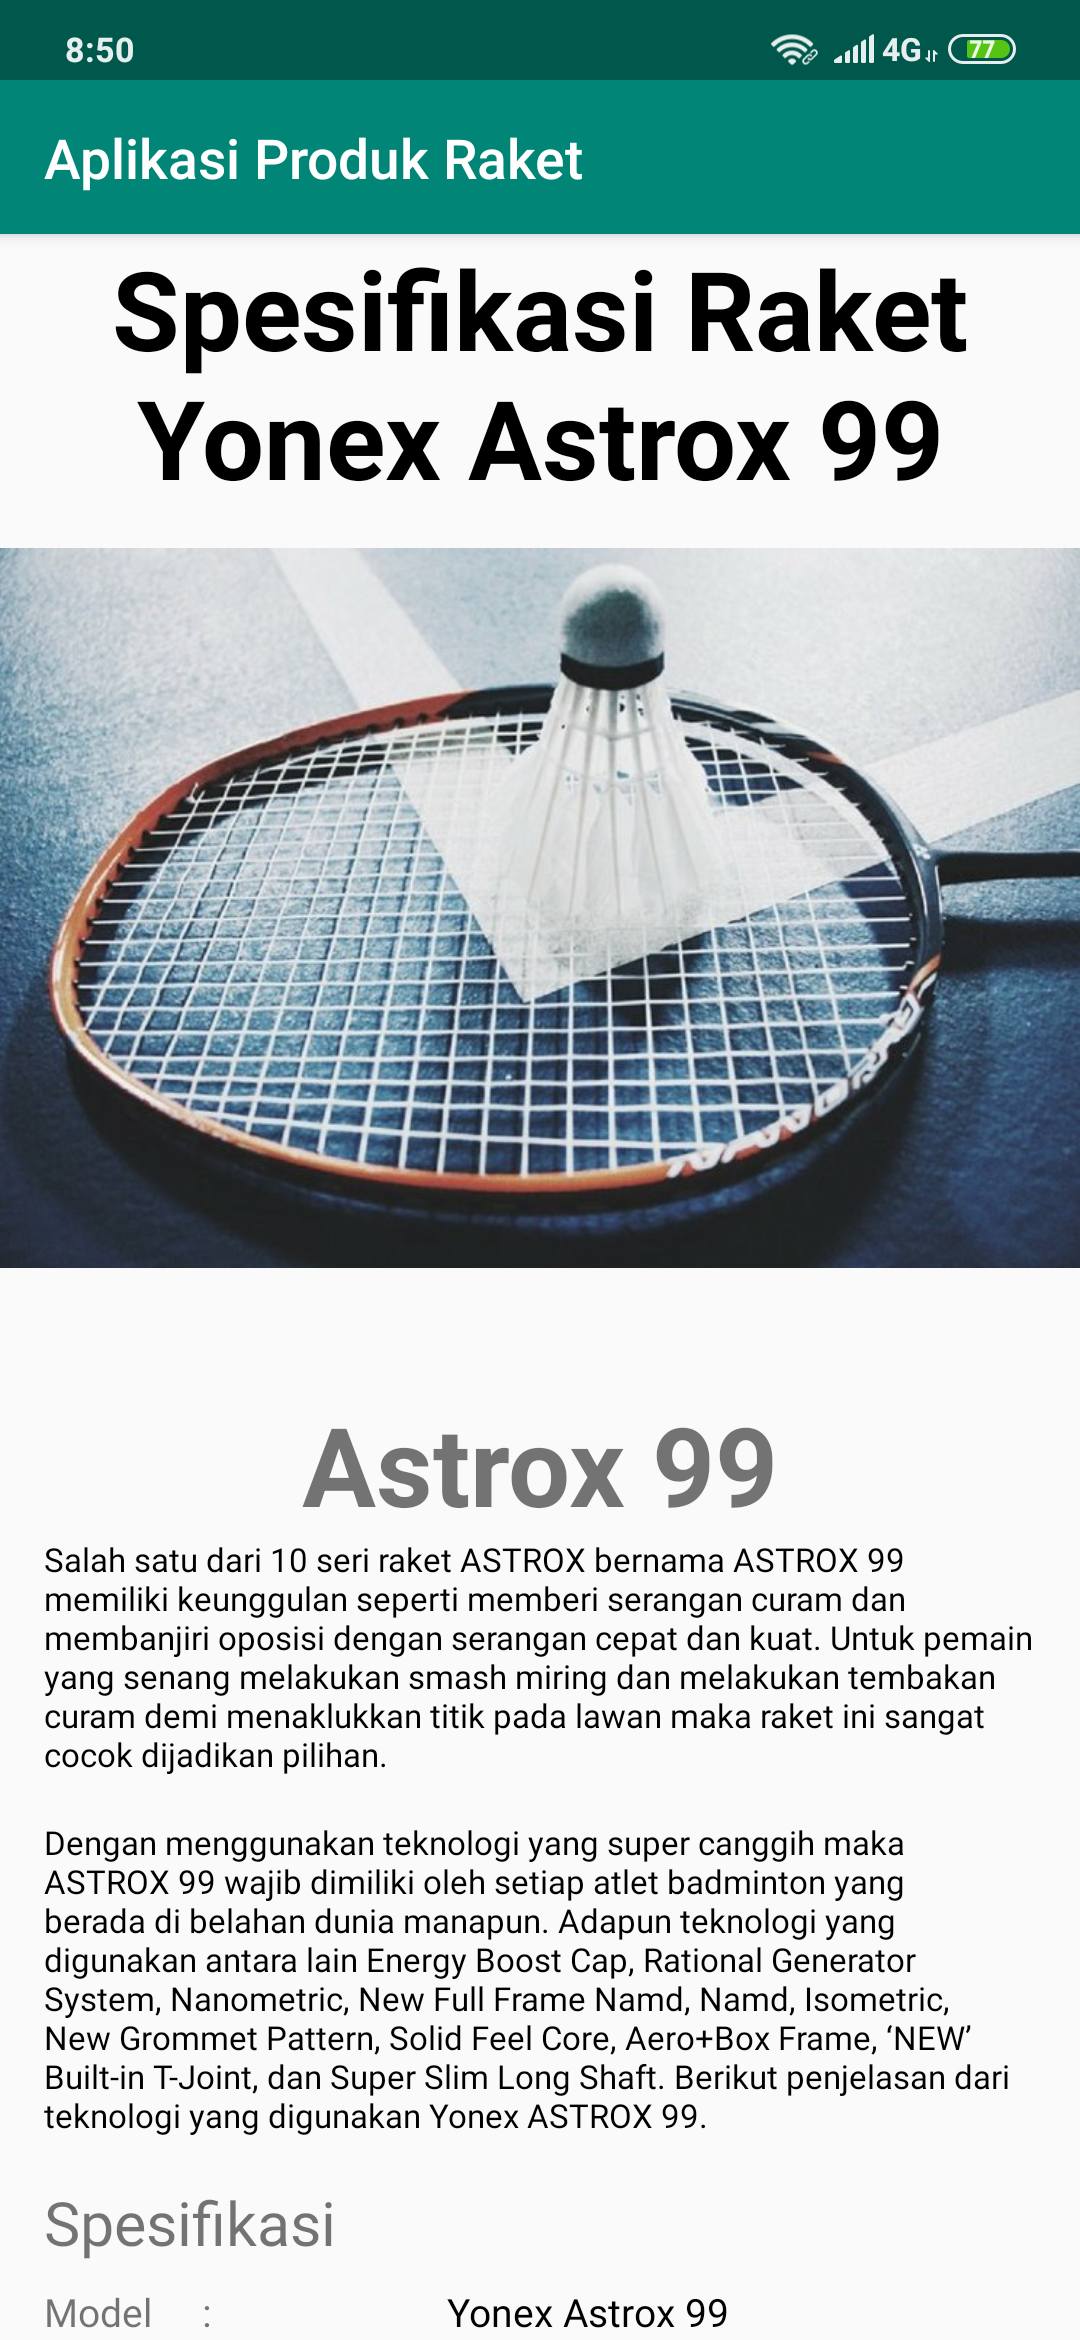 8:50
4G
77
Aplikasi Produk Raket
Spesifikasi Raket
Yonex Astrox 99
Astrox 99
Salah satu dari 10 seri raket ASTROX bernama ASTROX 99
memiliki keunggulan seperti memberi serangan curam dan
membanjiri oposisi dengan serangan cepat dan kuat. Untuk pemain
yang senang melakukan smash miring dan melakukan tembakan
curam demi menaklukkan titik pada lawan maka raket ini sangat
cocok dijadikan pilihan.
Dengan menggunakan teknologi yang super canggih maka
ASTROX 99 wajib dimiliki oleh setiap atlet badminton yang
berada di belahan dunia manapun. Adapun teknologi yang
digunakan antara lain Energy Boost Cap, Rational Generator
System, Nanometric, New Full Frame Namd, Namd, Isometric,
New Grommet Pattern, Solid Feel Core, Aero+Box Frame, ‘NEW’
Built-in T-Joint, dan Super Slim Long Shaft. Berikut penjelasan dari
teknologi yang digunakan Yonex ASTROX 99.
Spesifikasi
Model : Yonex Astrox 99